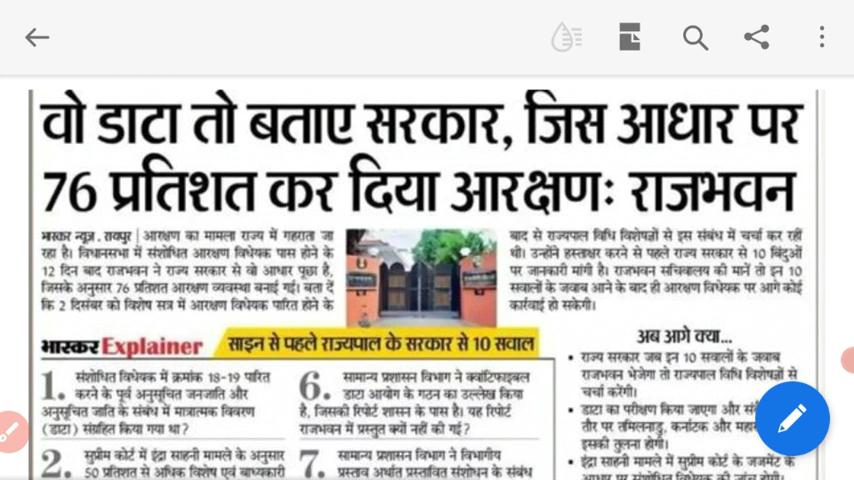 वो डाटा तो बताए सरकार, जिस आधार पर
76 प्रतिशत कर दिया आरक्षणः राजभवन
भास्कर न्यूज . रायपुर | आरक्षण का मामला राज्य में गहराता जा
रहा है। विधानसभा में संशोधित आरक्षण विधेयक पास होने के
12 दिन बाद राजभवन ने राज्य सरकार से वो आधार पूछा है,
जिसके अनुसार 76 प्रतिशत आरक्षण व्यवस्था बनाई गई। बता दें
कि 2 दिसंबर को विशेष सत्र में आरक्षण विधेयक पारित होने के
बाद से राज्यपाल विधि विशेषज्ञों से इस संबंध में चर्चा कर रहीं
थी। उन्होंने हस्ताक्षर करने से पहले राज्य सरकार से 10 बिंदुओं
पर जानकारी मांगी है। राजभवन सचिवालय की मानें तो इन 10
सवालों के जवाब आने के बाद ही आरक्षण विधेयक पर आगे कोई
कार्रवाई हो सकेगी।
भास्कर Explainer साइन से पहले राज्यपाल के सरकार से 10 सवाल
1. संशोधित विधेयक में क्रमांक 18-19 पारित
करने के पूर्व अनुसूचित जनजाति और
अनुसूचित जाति के संबंध में मात्रात्मक विवरण
(डाटा) संग्रहित किया गया था?
2. सुप्रीम कोर्ट में इंद्रा साहनी मामले के अनुसार
50 प्रतिशत से अधिक विशेष एवं बाध्यकारी
6. सामान्य प्रशासन विभाग ने क्वांटिफाइबल
डाटा आयोग के गठन का उल्लेख किया
है, जिसकी रिपोर्ट शासन के पास है। यह रिपोर्ट
राजभवन में प्रस्तुत क्यों नहीं की गई?
7. सामान्य प्रशासन विभाग ने विभागीय
प्रस्ताव अर्थात प्रस्तावित संशोधन के संबंध
अब आगे क्या...
• राज्य सरकार जब इन 10 सवालों के जवाब
राजभवन भेजेगा तो राज्यपाल विधि विशेषज्ञों से
चर्चा करेंगी।
• डाटा का परीक्षण किया जाएगा और
तौर पर तमिलनाडु, कर्नाटक और
इसकी तुलना होगी।
• इंद्रा साहनी मामले में सुप्रीम कोर्ट के जजमेंट के
आधार पर संशोधित विधेयक की जांच होगी।